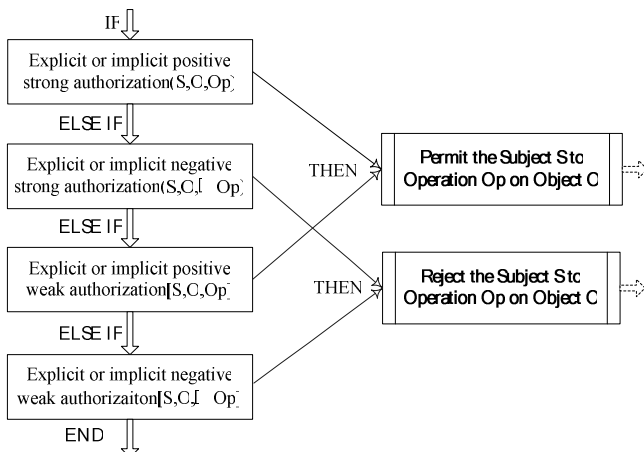 IF
Explicit or implicit positive
strong authorization(S,O,Op)
ELSE IF
Explicit or implicit negative
strong authorization(S,O, Op)
ELSE IF
Explicit or implicit positive
weak authorization[S,O,Op]
ELSE IF
Explicit or implicit negative
weak authorizaiton[S,O, Op]
END
THEN
Permit the Subject S to
Operation Op on Object O
THEN
Reject the Subject S to
Operation Op on Object O